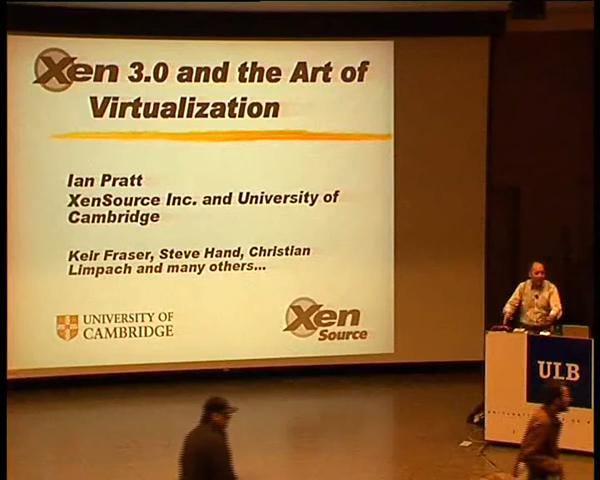 Xen 3.0 and the Art of
Virtualization
Ian Pratt
XenSource Inc. and University of
Cambridge
Keir Fraser, Steve Hand, Christian
Limpach and many others...
UNIVERSITY OF
CAMBRIDGE
Xen
Source
ULB